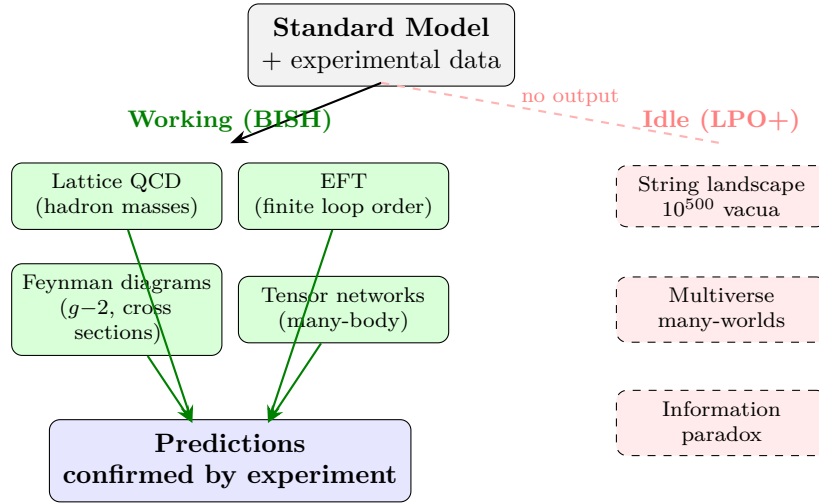 Standard Model
+ experimental data
no output
Working (BISH)
Idle (LPO+)
Lattice QCD
(hadron masses)
EFT
(finite loop order)
String landscape
10^500 vacua
Feynman diagrams
(g−2, cross
sections)
Tensor networks
(many-body)
Multiverse
many-worlds
Information
paradox
Predictions
confirmed by experiment